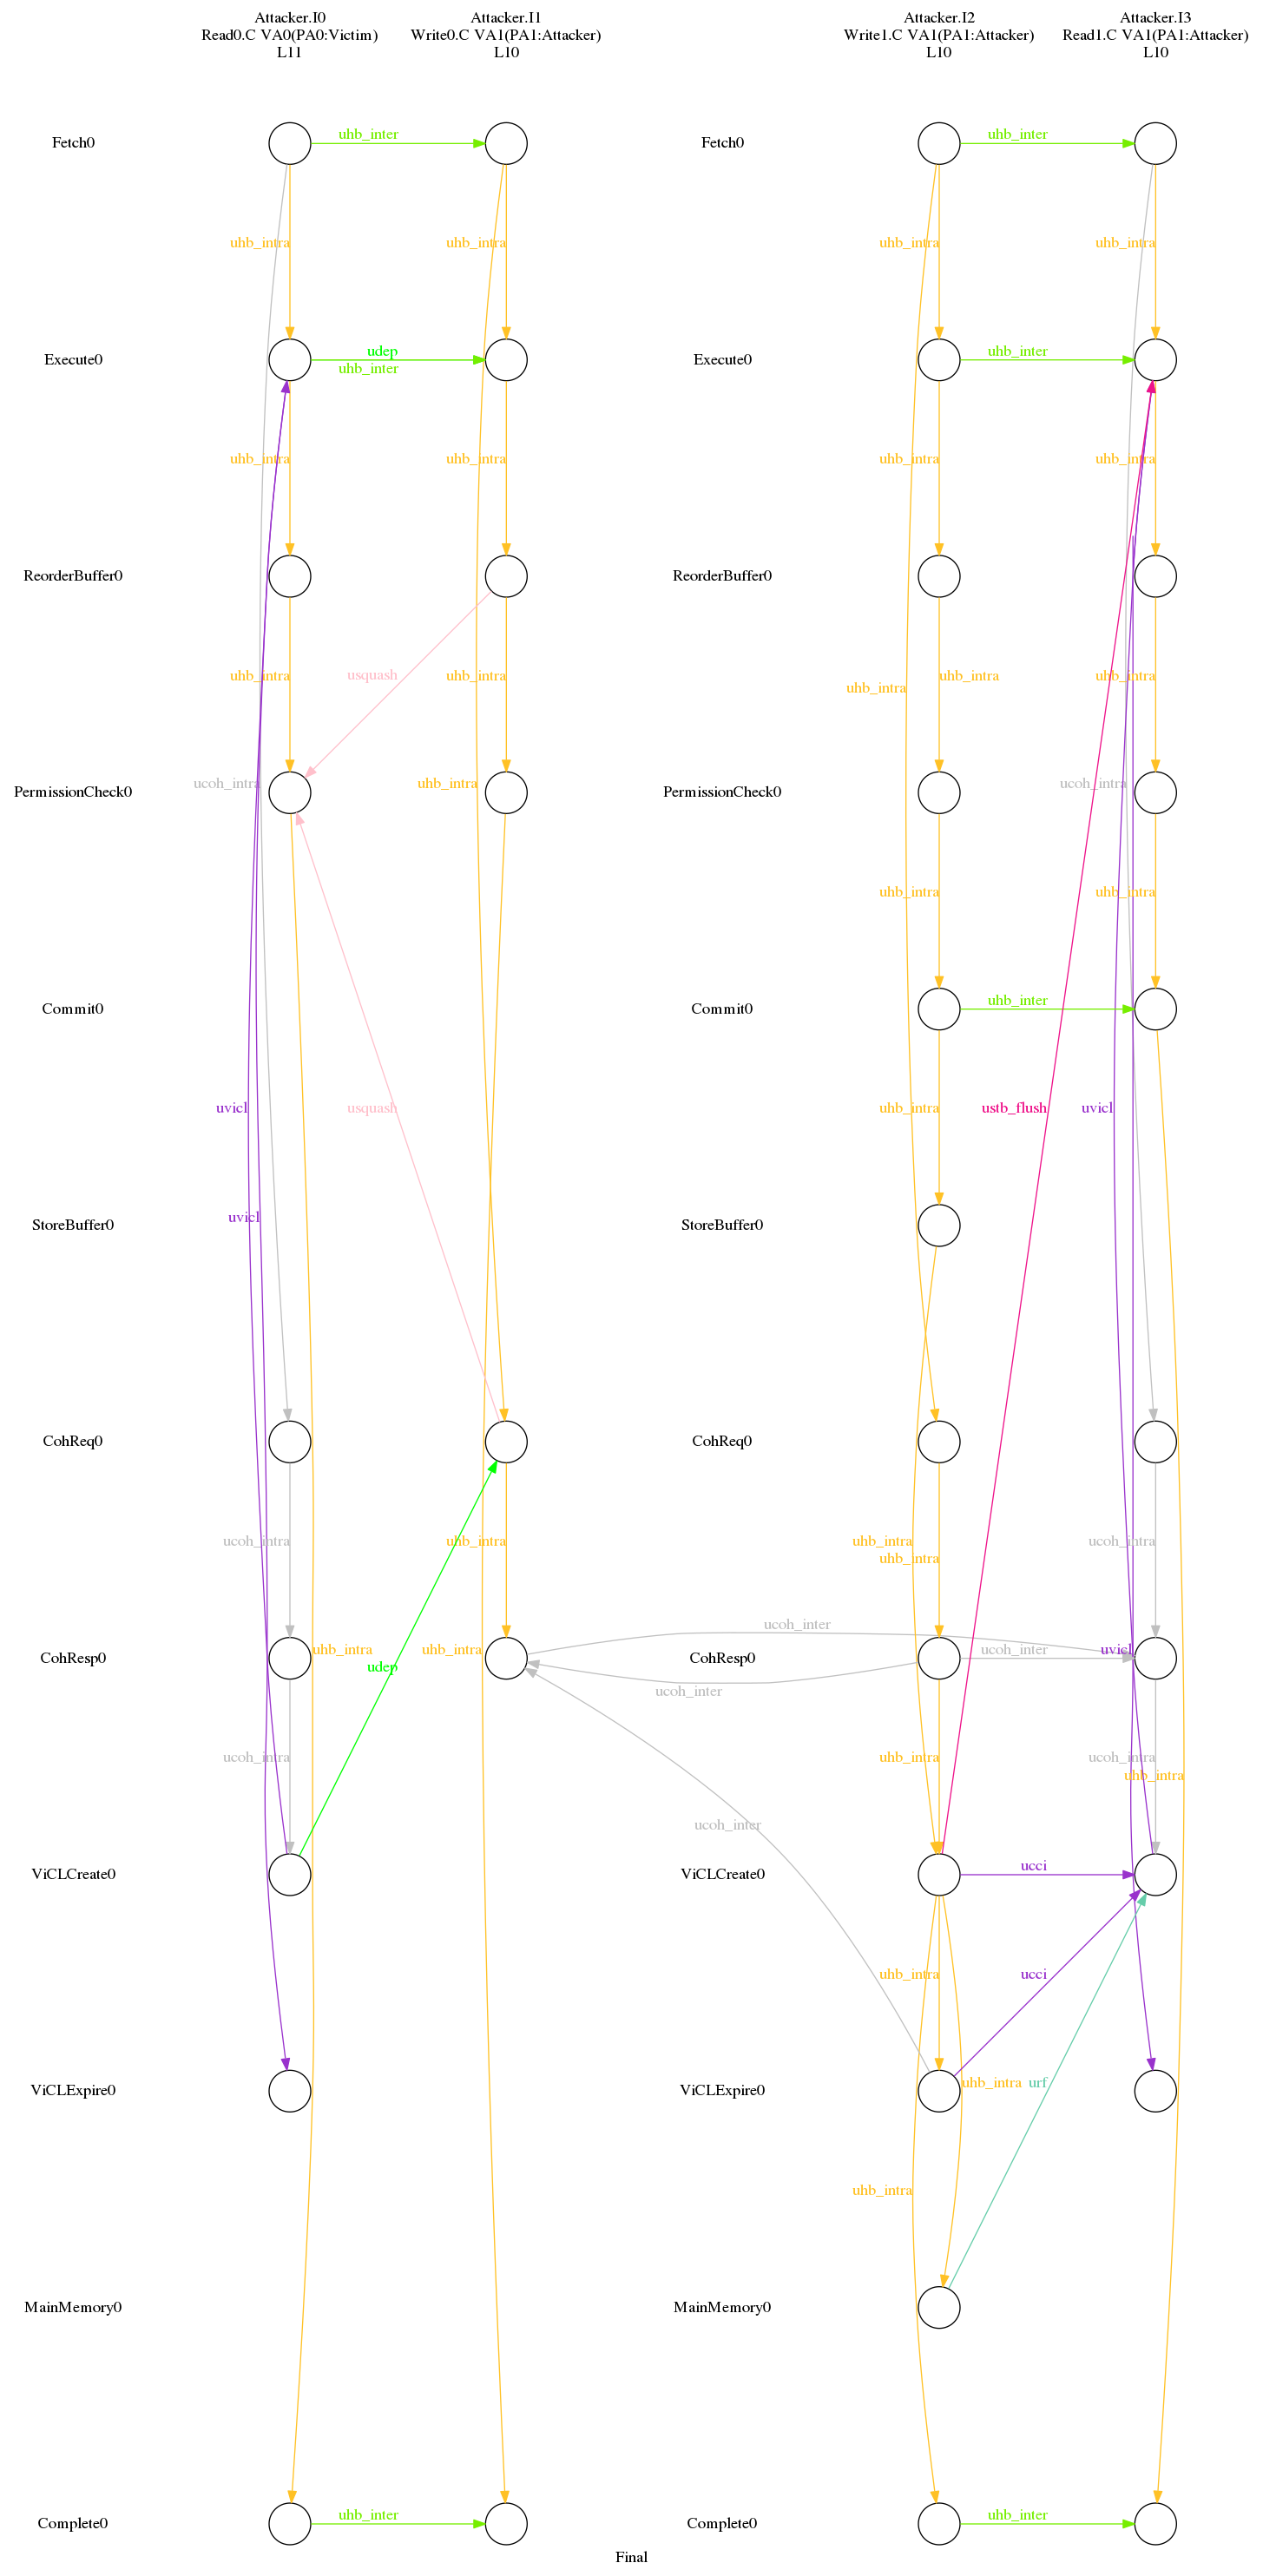 Attacker.I0
Read0.C VA0(PA0:Victim)
L11
Attacker.I1
Write0.C VA1(PA1:Attacker)
L10
Attacker.I2
Write1.C VA1(PA1:Attacker)
L10
Attacker.I3
Read1.C VA1(PA1:Attacker)
L10
Fetch0
uhb_inter
Fetch0
uhb_inter
uhb_intra
uhb_intra
uhb_intra
uhb_intra
Execute0
udep
uhb_inter
Execute0
uhb_inter
uhb_intra
uhb_intra
uhb_intra
uhb_intra
ReorderBuffer0
ReorderBuffer0
uhb_intra
usquash
uhb_intra
uhb_intra
uhb_intra
uhb_intra
PermissionCheck0
ucoh_intra
uhb_intra
PermissionCheck0
ucoh_intra
uhb_intra
uhb_intra
Commit0
Commit0
uhb_inter
uvicl
usquash
uhb_intra
ustb_flush
uvicl
StoreBuffer0
uvicl
StoreBuffer0
CohReq0
CohReq0
ucoh_intra
uhb_intra
uhb_intra
uhb_intra
ucoh_intra
CohResp0
uhb_intra
udep
uhb_intra
ucoh_inter
ucoh_inter
CohResp0
ucoh_inter
uvicl
ucoh_intra
uhb_intra
ucoh_intra
uhb_intra
ucoh_inter
ViCLCreate0
ViCLCreate0
ucci
uhb_intra
ucci
ViCLExpire0
ViCLExpire0
uhb_intra
urf
uhb_intra
MainMemory0
MainMemory0
Complete0
uhb_inter
Complete0
uhb_inter
Final